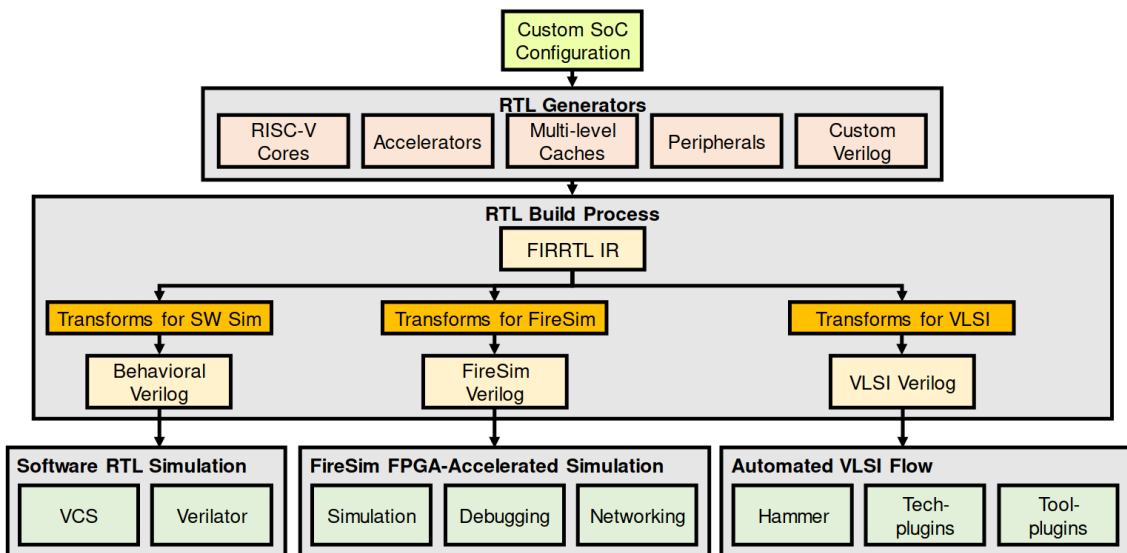 Custom SoC
Configuration
RTL Generators
RISC-V
Cores
Accelerators
Multi-level
Caches
Peripherals
Custom
Verilog
RTL Build Process
FIRRTL IR
Transforms for SW Sim
Transforms for FireSim
Transforms for VLSI
Behavioral
Verilog
FireSim
Verilog
VLSI Verilog
Software RTL Simulation
VCS
Verilator
FireSim FPGA-Accelerated Simulation
Simulation
Debugging
Networking
Automated VLSI Flow
Hammer
Tech-
plugins
Tool-
plugins